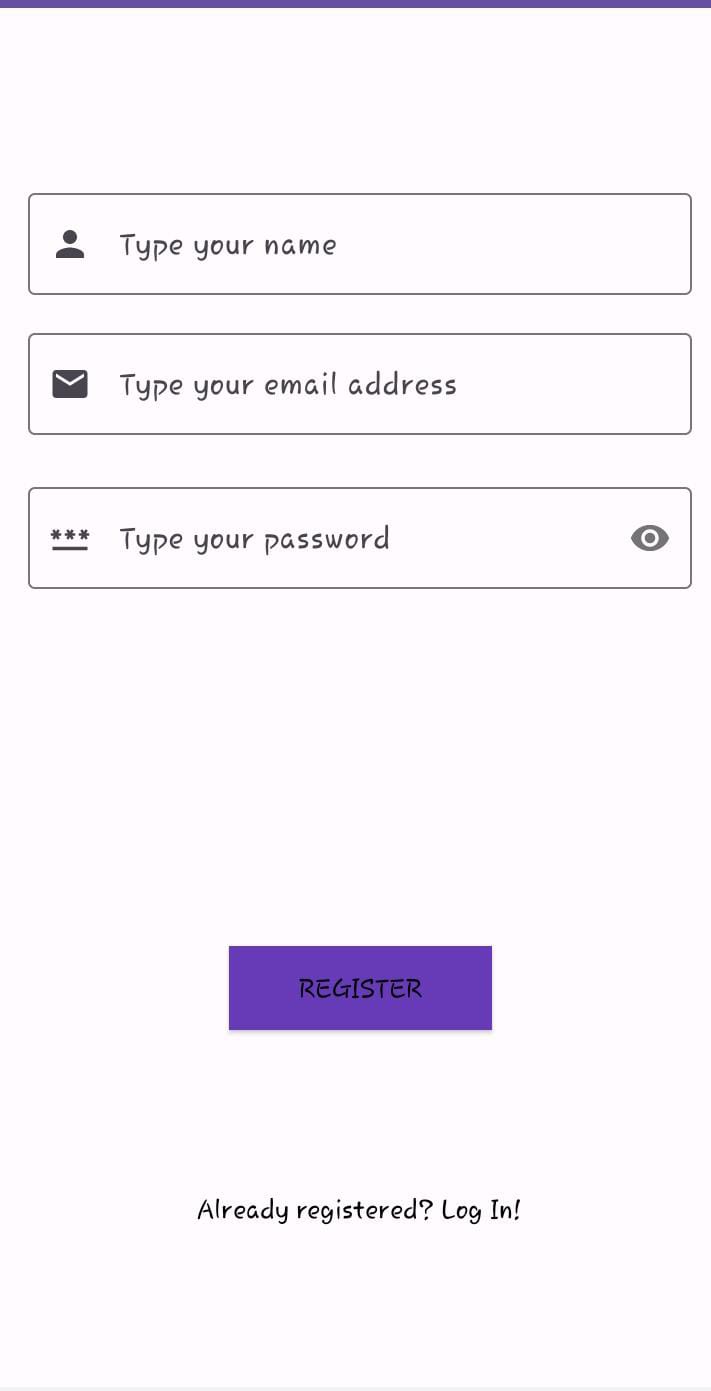 Type your name
Type your email address
Type your password
REGISTER
Already registered? Log In!